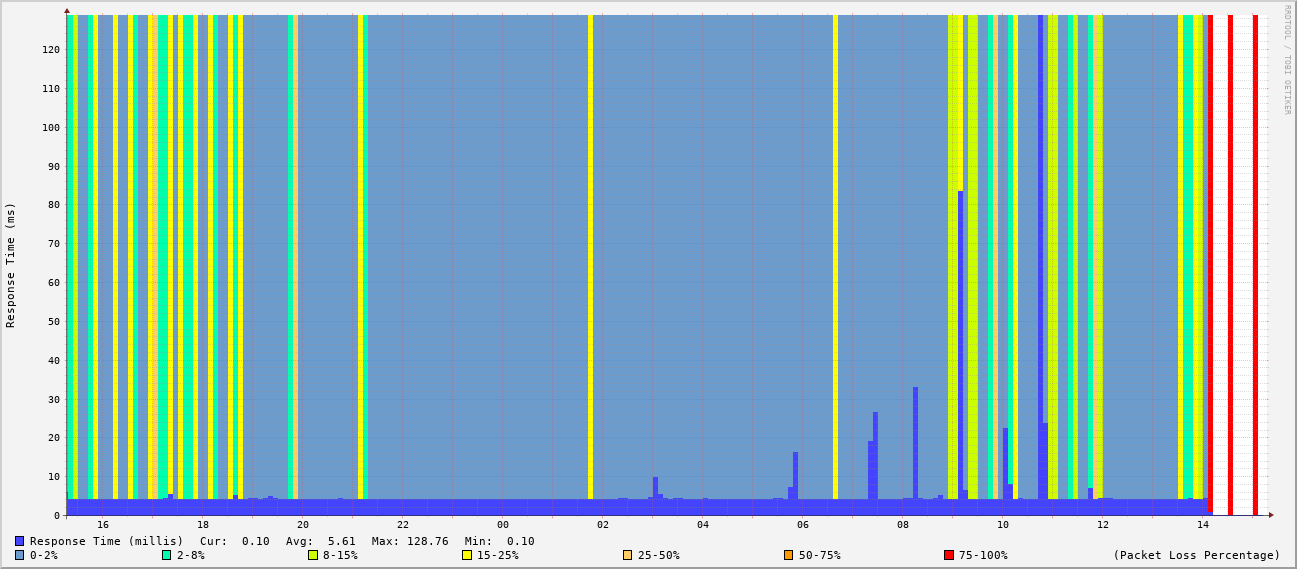 RRDTOOL / TOBI OETIKER
Response Time (ms)
120
110
100
90
80
70
60
50
40
30
20
10
0
16 18 20 22 00 02 04 06 08 10 12 14
Response Time (millis) Cur: 0.10 Avg: 5.61 Max: 128.76 Min: 0.10
0-2% 2-8% 8-15% 15-25% 25-50% 50-75% 75-100% (Packet Loss Percentage)